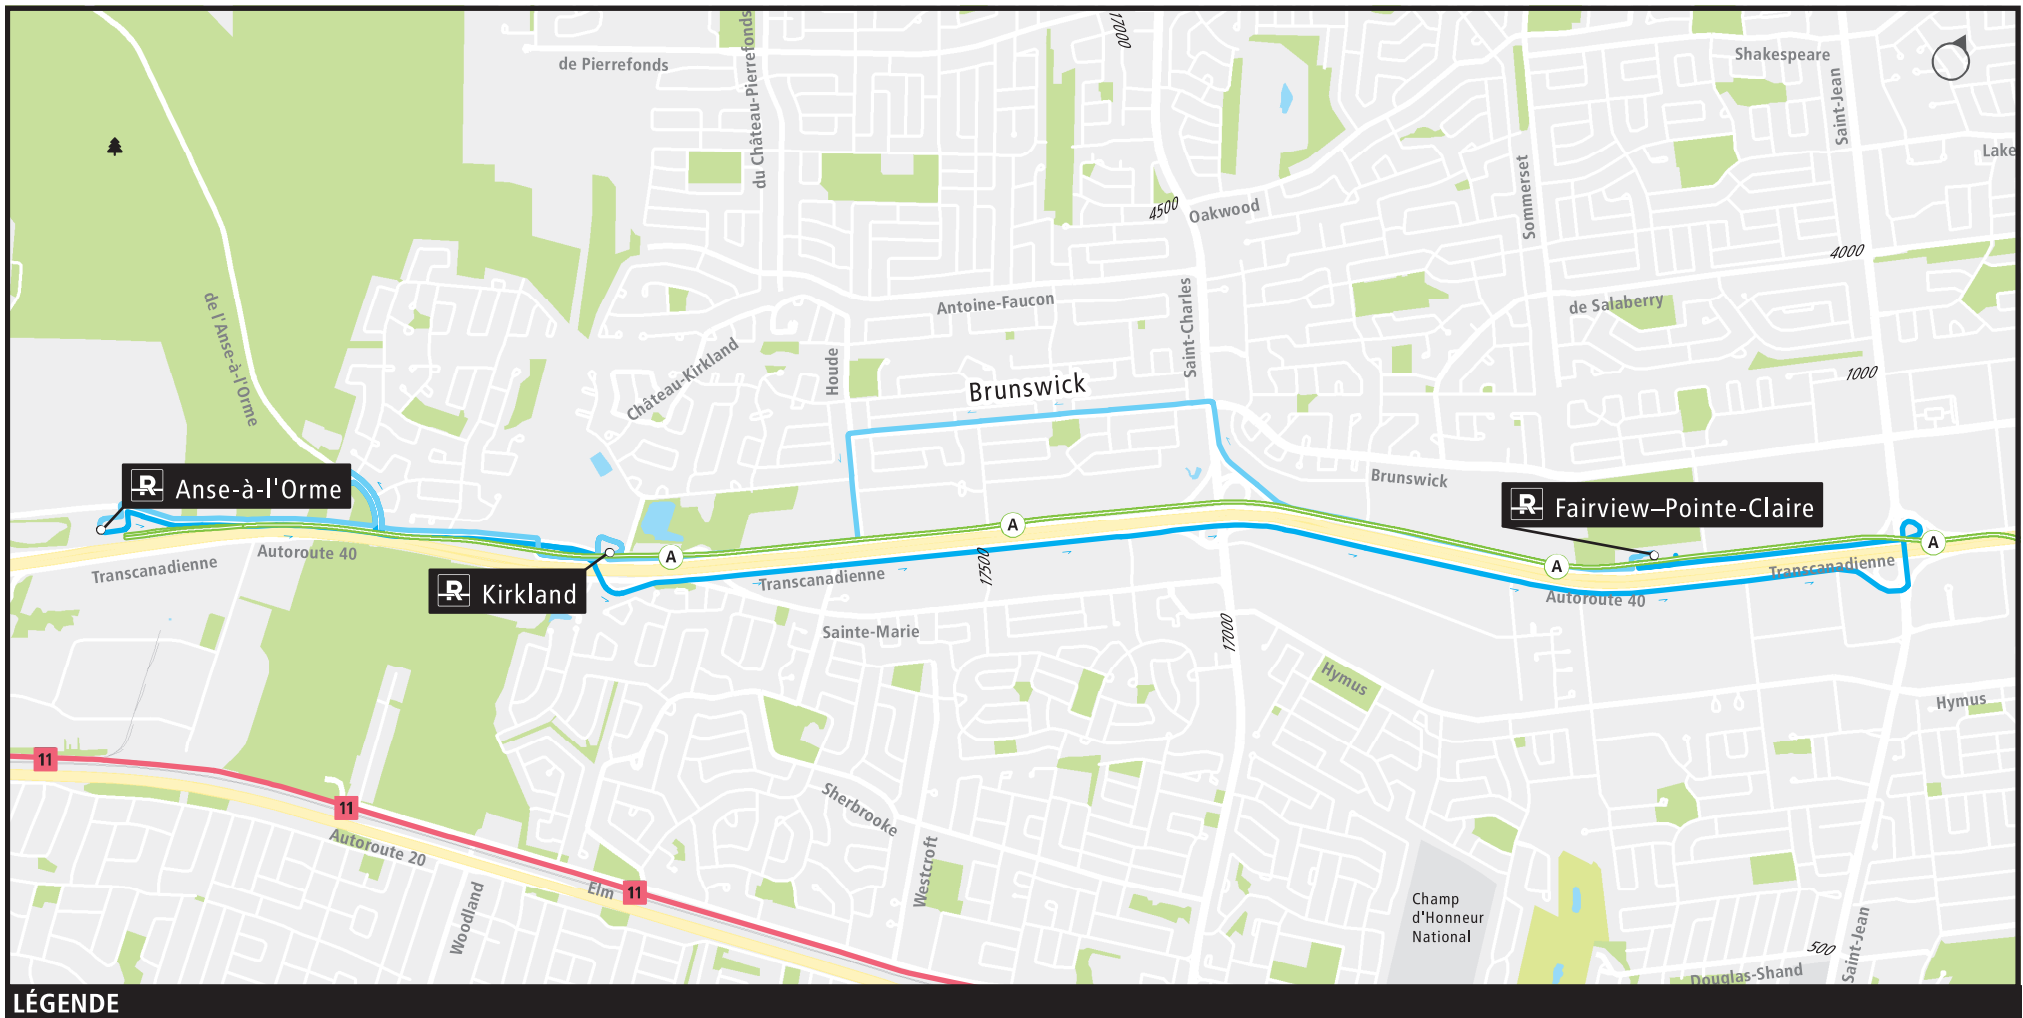 de Pierrefonds
du Château-Pierrefonds
17000
Shakespeare
Saint-Jean
Lake
4500
Oakwood
Sommerset
4000
de l'Anse-à-l'Orme
Antoine-Faucon
Saint-Charles
de Salaberry
Château-Kirkland
Houde
Brunswick
1000
Anse-à-l'Orme
Brunswick
Fairview–Pointe-Claire
A
A
A
A
Transcanadienne
Autoroute 40
Kirkland
Transcanadienne
17500
Transcanadienne
Autoroute 40
Sainte-Marie
17000
Hymus
Hymus
11
11
11
Autoroute 20
Sherbrooke
Elm
Woodland
Westcroft
Champ
d'Honneur
National
500
Saint-Jean
Douglas-Shand
LÉGENDE